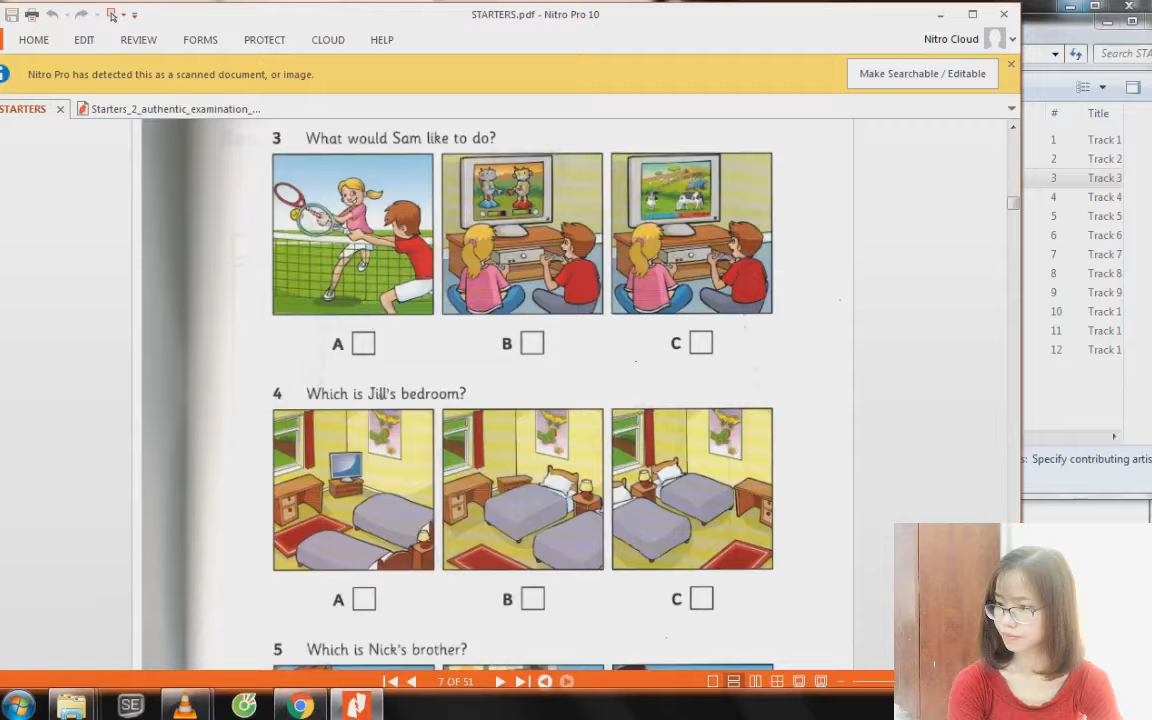 STARTERS.pdf - Nitro Pro 10
HOME EDIT REVIEW FORMS PROTECT CLOUD HELP
Nitro Cloud
Search STA
Nitro Pro has detected this as a scanned document, or image.
Make Searchable / Editable
STARTERS
Starters_2_authentic_examination_...
# Title
1 Track 1
2 Track 2
3 Track 3
4 Track 4
5 Track 5
6 Track 6
7 Track 7
8 Track 8
9 Track 9
10 Track 1
11 Track 1
12 Track 1
3 What would Sam like to do?
A B C
4 Which is Jill's bedroom?
A B C
5 Which is Nick's brother?
Specify contributing artis
7 OF 51
SE